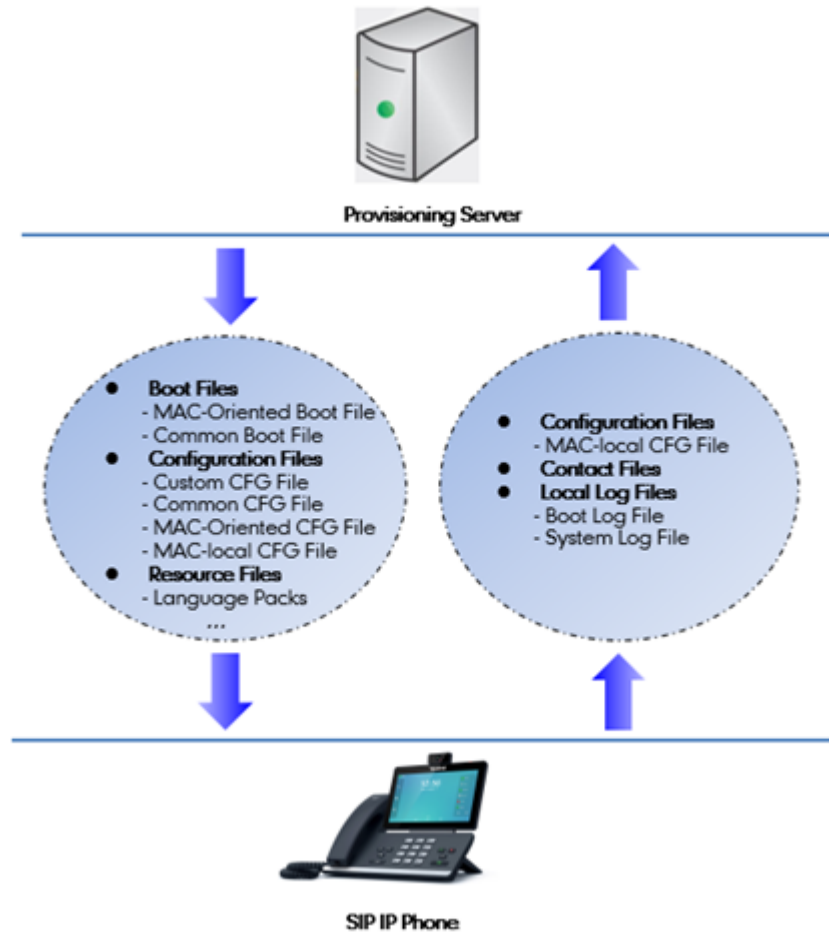 Provisioning Server
● Boot Files
- MAC-Oriented Boot File
- Common Boot File
● Configuration Files
- Custom CFG File
- Common CFG File
- MAC-Oriented CFG File
- MAC-local CFG File
● Resource Files
- Language Packs
...
● Configuration Files
- MAC-local CFG File
● Contact Files
● Local Log Files
- Boot Log File
- System Log File
SIP IP Phone